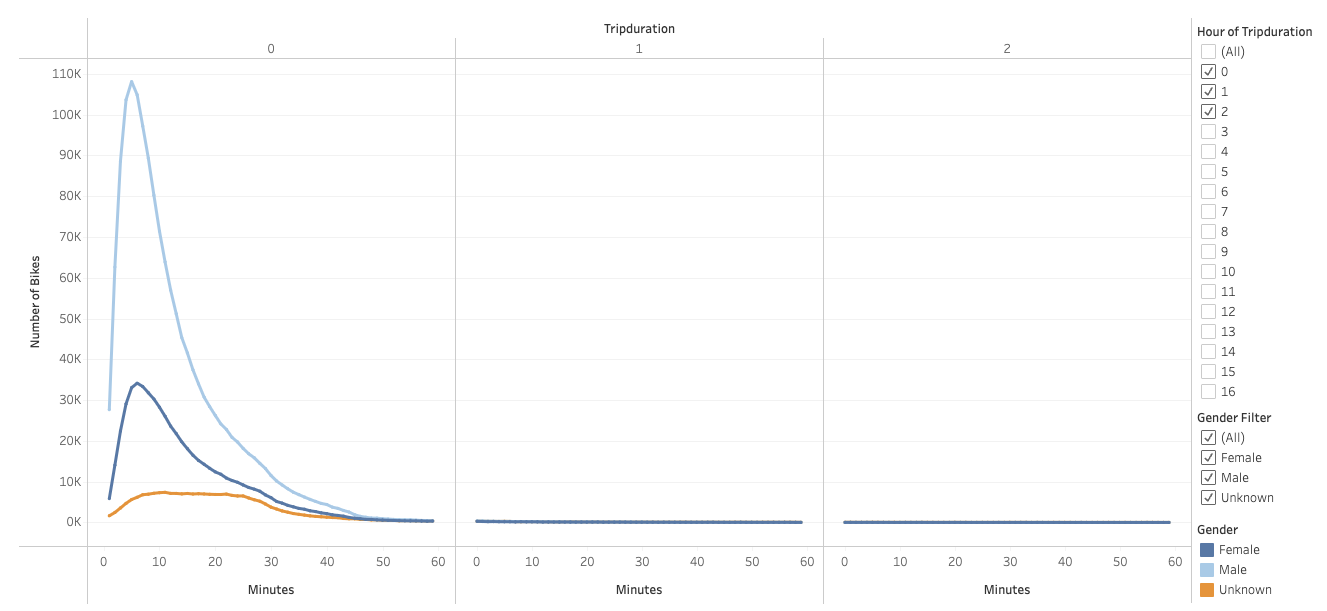 Tripduration
0 1 2
110K
100K
90K
80K
70K
60K
50K
40K
30K
20K
10K
0K
Number of Bikes
0 10 20 30 40 50 60 0 10 20 30 40 50 60 0 10 20 30 40 50 60
Minutes Minutes Minutes
Hour of Tripduration
(All)
0
1
2
3
4
5
6
7
8
9
10
11
12
13
14
15
16
Gender Filter
(All)
Female
Male
Unknown
Gender
Female
Male
Unknown